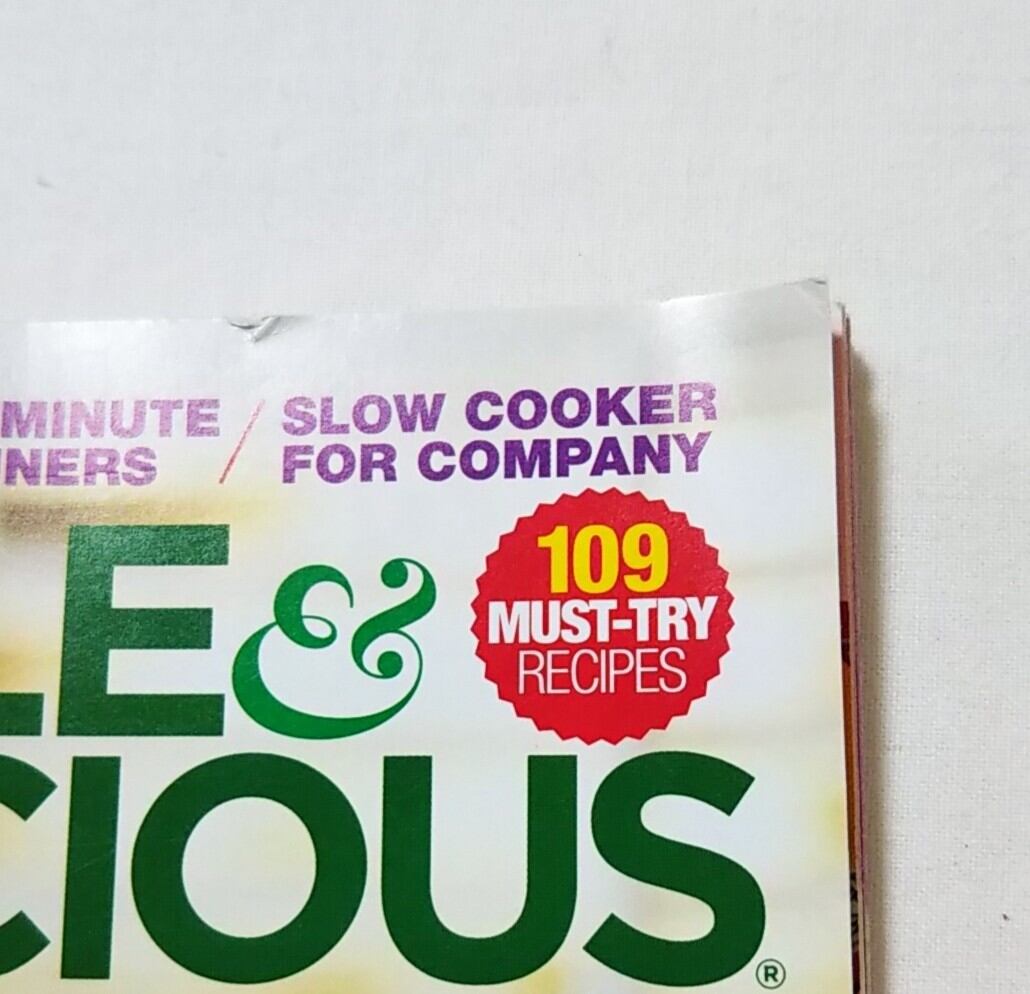 MINUTE / SLOW COOKER
NERS FOR COMPANY
LE &
109
MUST-TRY
RECIPES
CIOUS®